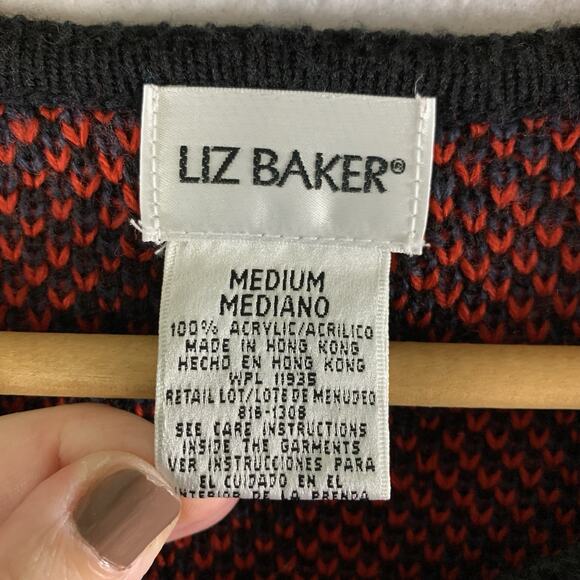 LIZ BAKER®
MEDIUM
MEDIANO
100% ACRYLIC/ACRILICO
MADE IN HONG KONG
HECHO EN HONG KONG
WPL 11935
RETAIL LOT/LOTE DE MENUDEO
816-1308
SEE CARE INSTRUCTIONS
INSIDE THE GARMENTS
VER INSTRUCCIONES PARA
EL CUIDADO EN EL
INTERIOR DE LA PRENDA